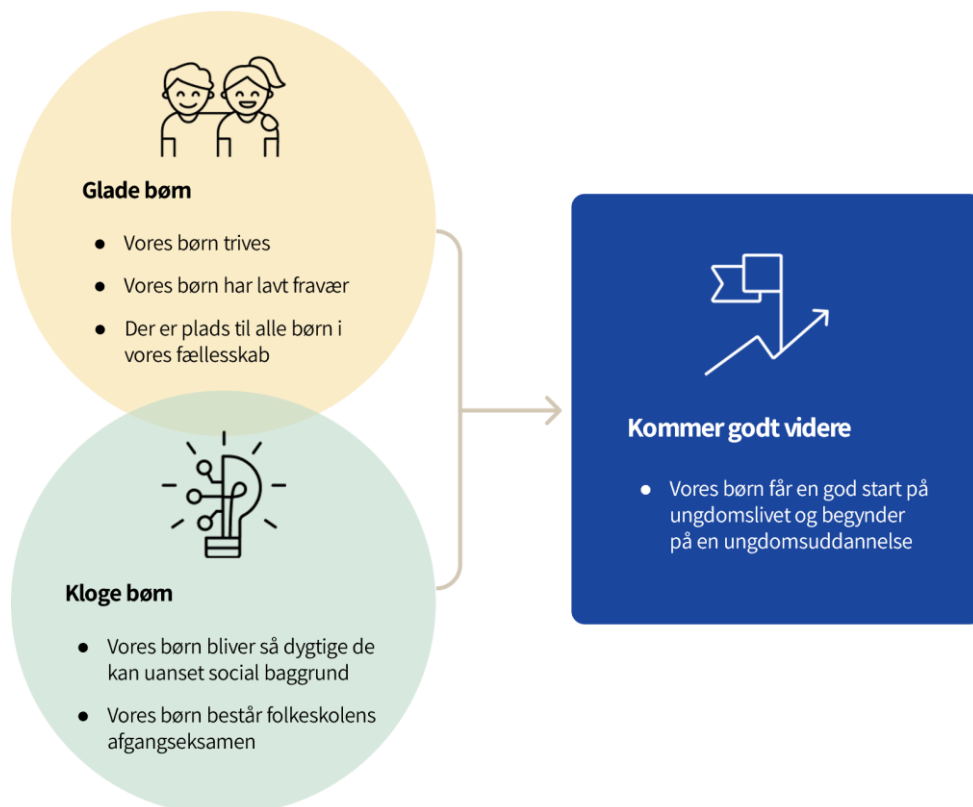 Glade børn
● Vores børn trives
● Vores børn har lavt fravær
● Der er plads til alle børn i
vores fællesskab
Kloge børn
● Vores børn bliver så dygtige de
kan uanset social baggrund
● Vores børn består folkeskolens
afgangseksamen
Kommer godt videre
● Vores børn får en god start på
ungdomslivet og begynder
på en ungdomsuddannelse